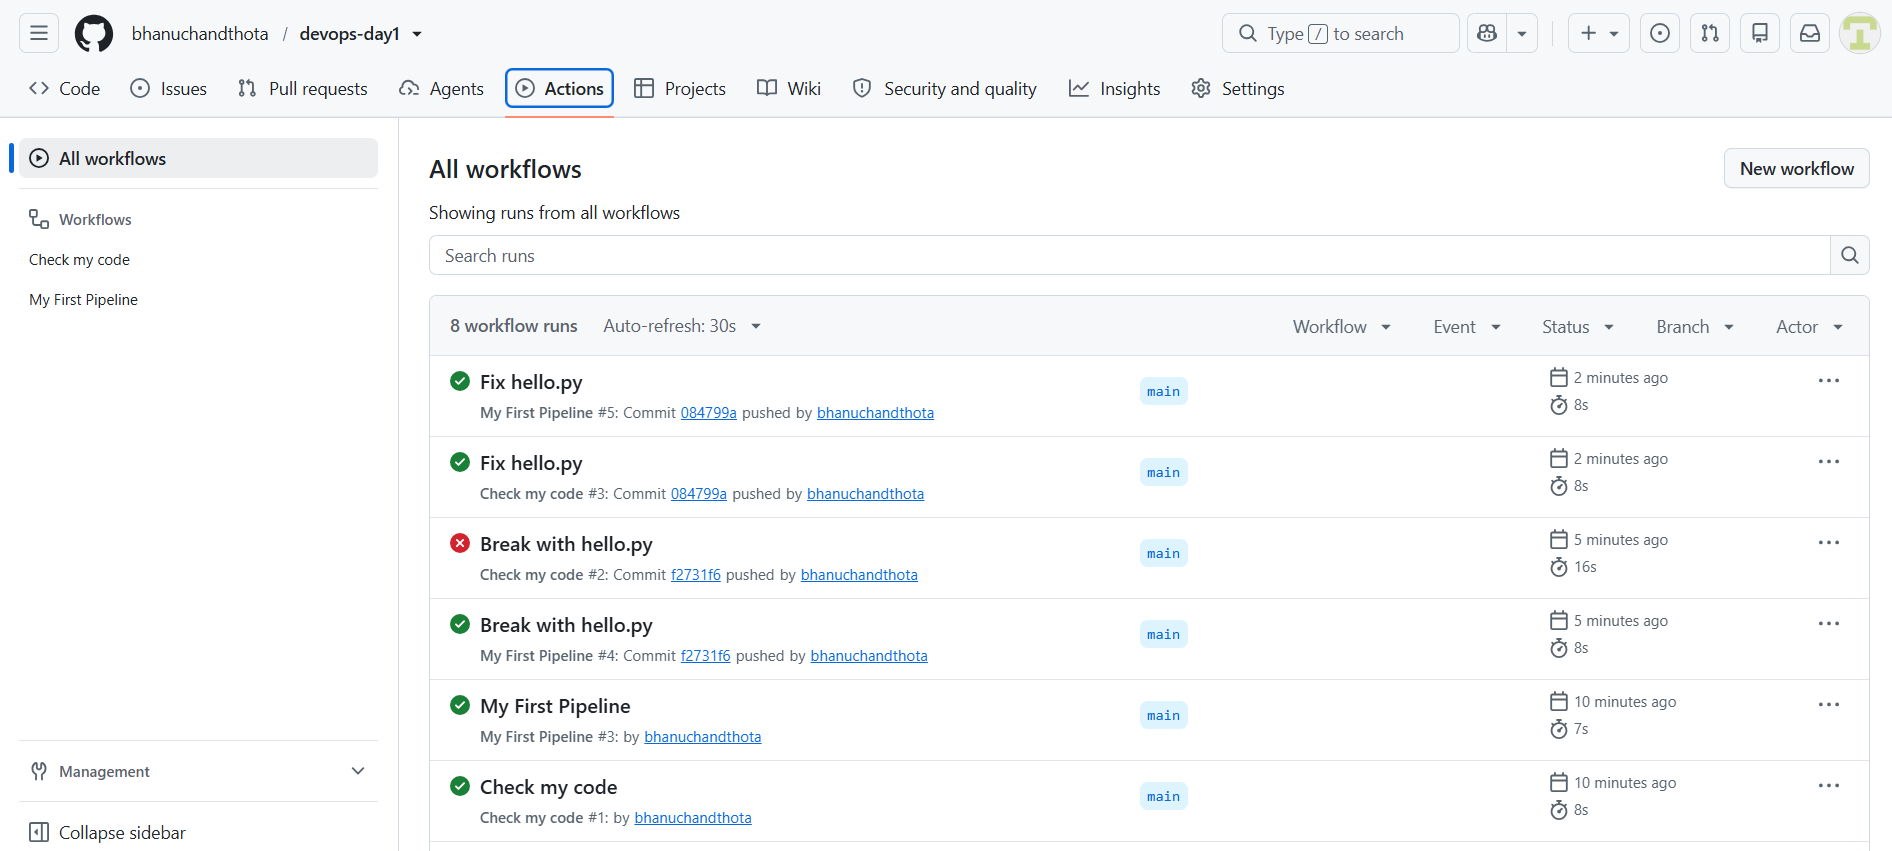 bhanuchandthota / devops-day1
Type / to search
Code Issues Pull requests Agents Actions Projects Wiki Security and quality Insights Settings
All workflows
Workflows
Check my code
My First Pipeline
Management
Collapse sidebar
All workflows
New workflow
Showing runs from all workflows
Search runs
8 workflow runs Auto-refresh: 30s Workflow Event Status Branch Actor
Fix hello.py
My First Pipeline #5: Commit 084799a pushed by bhanuchandthota
main
2 minutes ago
8s
Fix hello.py
Check my code #3: Commit 084799a pushed by bhanuchandthota
main
2 minutes ago
8s
Break with hello.py
Check my code #2: Commit f2731f6 pushed by bhanuchandthota
main
5 minutes ago
16s
Break with hello.py
My First Pipeline #4: Commit f2731f6 pushed by bhanuchandthota
main
5 minutes ago
8s
My First Pipeline
My First Pipeline #3: by bhanuchandthota
main
10 minutes ago
7s
Check my code
Check my code #1: by bhanuchandthota
main
10 minutes ago
8s